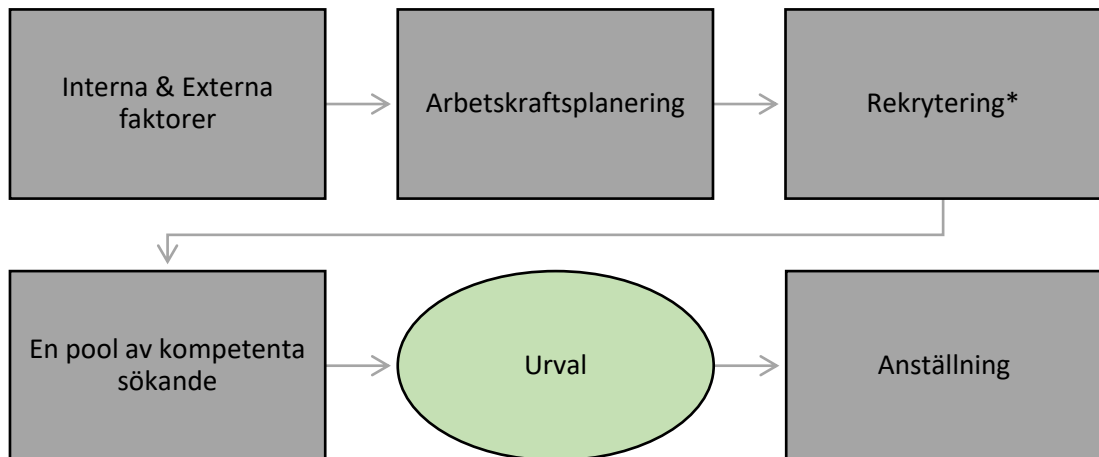 Interna & Externa
faktorer
Arbetskraftsplanering
Rekrytering*
En pool av kompetenta
sökande
Urval
Anställning